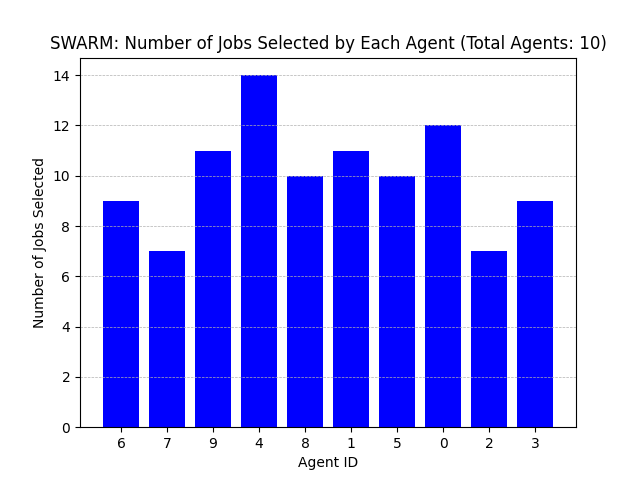 SWARM: Number of Jobs Selected by Each Agent (Total Agents: 10)
14
12
10
8
6
4
2
0
Number of Jobs Selected
6 7 9 4 8 1 5 0 2 3
Agent ID